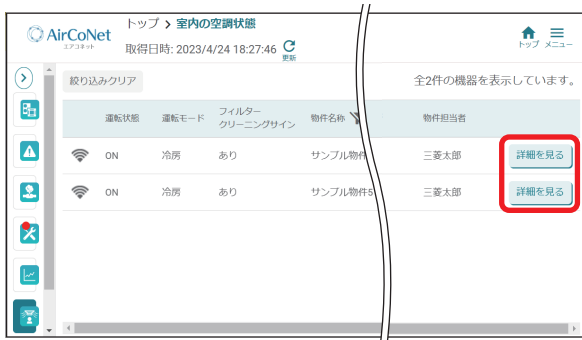 AirCoNet
エアコネット
トップ > 室内の空調状態
取得日時: 2023/4/24 18:27:46
更新
トップ メニュー
絞り込みクリア
全2件の機器を表示しています。
運転状態 運転モード フィルター
クリーニングサイン 物件名称 物件担当者
ON 冷房 あり サンプル物件 三菱太郎 詳細を見る
ON 冷房 あり サンプル物件5 三菱太郎 詳細を見る